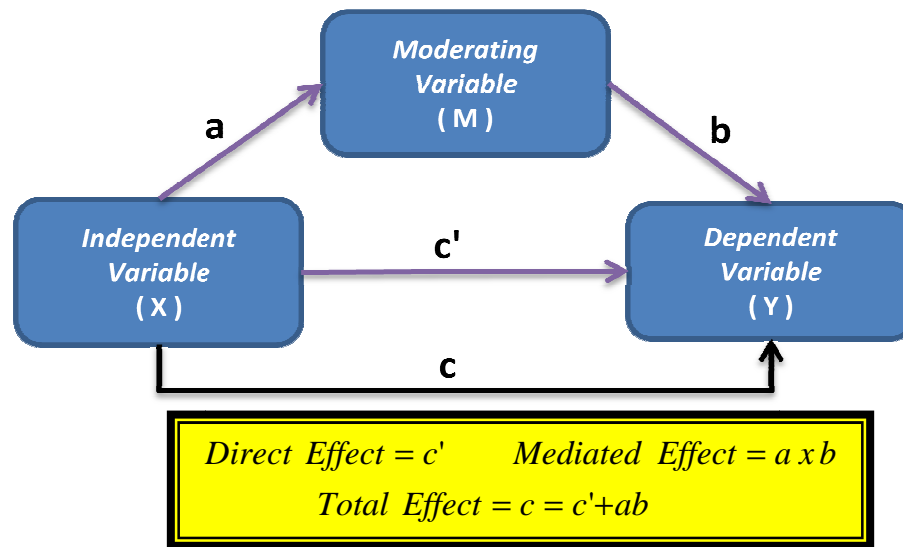 Moderating
Variable
( M )
a
b
Independent
Variable
( X )
c'
Dependent
Variable
( Y )
c
Direct Effect = c' Mediated Effect = a x b
Total Effect = c = c'+ab